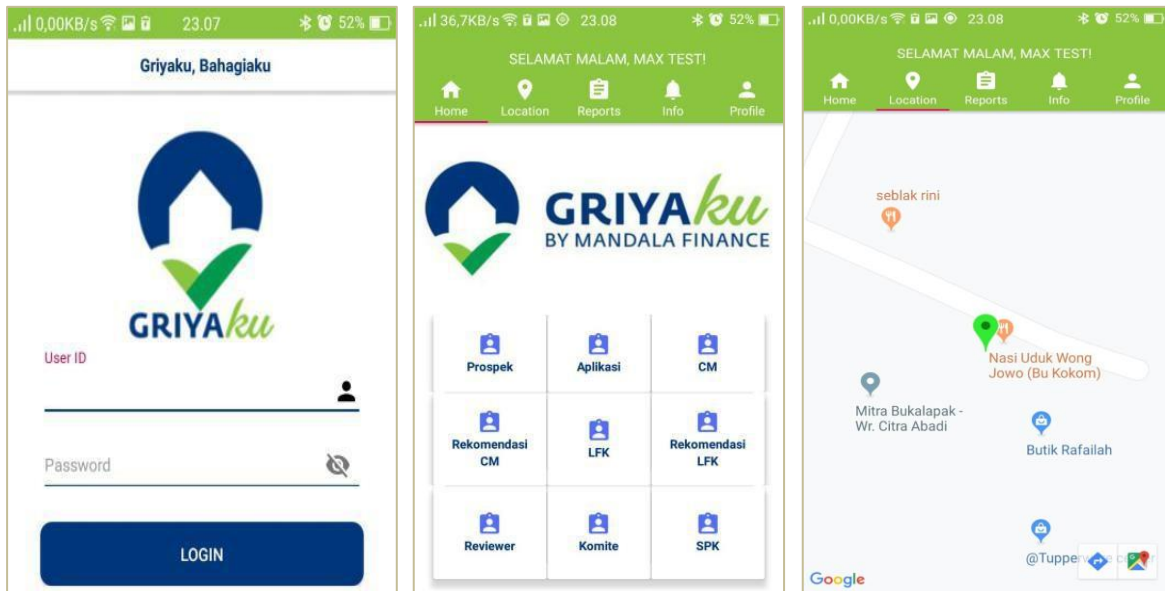 0,00KB/s 23.07 52%
Griyaku, Bahagiaku
GRIYAku
User ID
Password
LOGIN
36,7KB/s 23.08 52%
SELAMAT MALAM, MAX TEST!
Home Location Reports Info Profile
GRIYAku
BY MANDALA FINANCE
Prospek Aplikasi CM
Rekomendasi
CM
LFK
Rekomendasi
LFK
Reviewer Komite SPK
0,00KB/s 23.08 52%
SELAMAT MALAM, MAX TEST!
Home Location Reports Info Profile
seblak rini
Nasi Uduk Wong
Jowo (Bu Kokom)
Mitra Bukalapak -
Wr. Citra Abadi
Butik Rafailah
Google